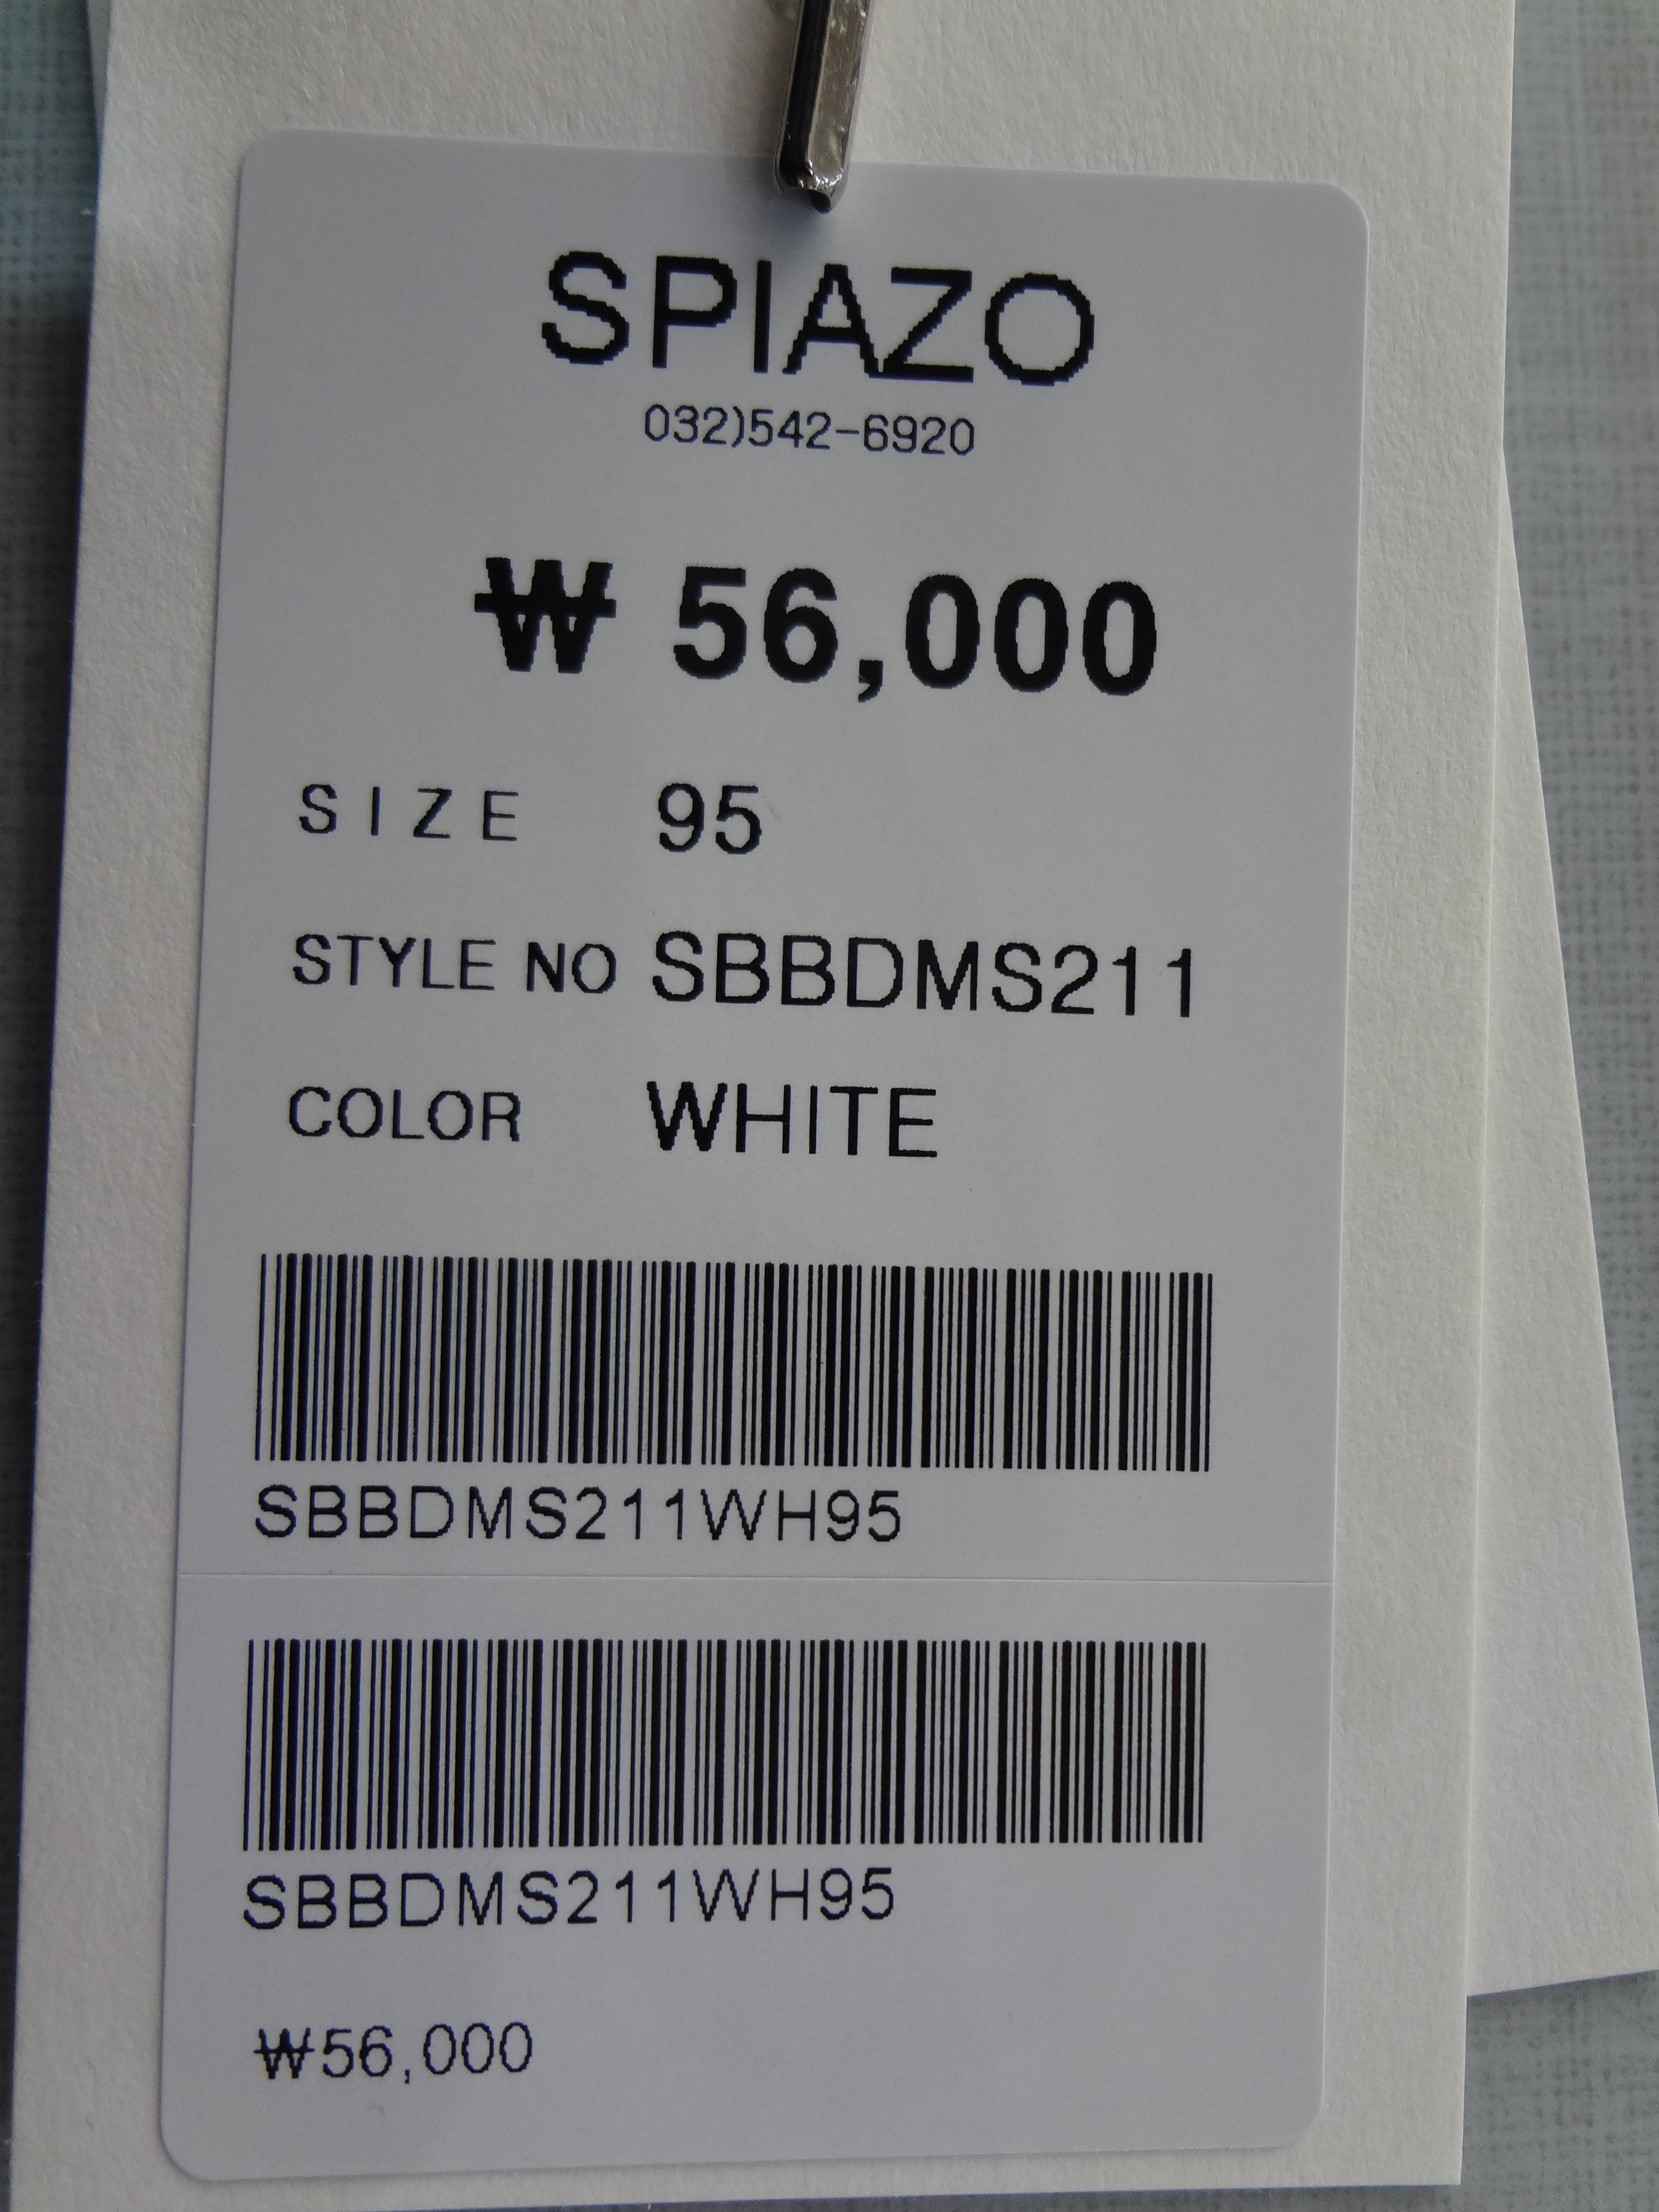 SPIAZO
032)542-6920
₩ 56,000
SIZE 95
STYLE NO SBBDMS211
COLOR WHITE
SBBDMS211WH95
SBBDMS211WH95
₩56,000